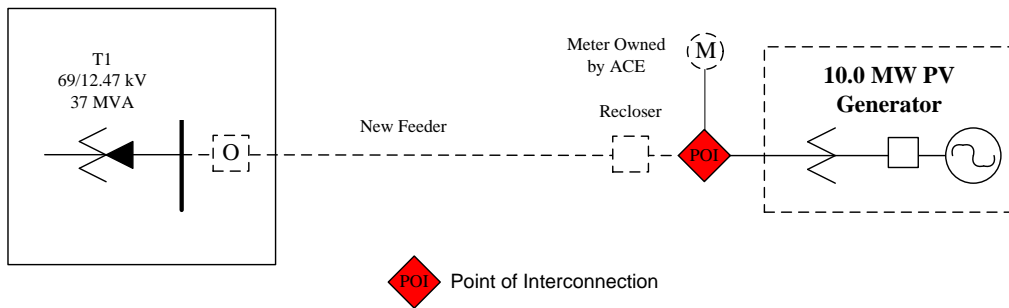 T1
69/12.47 kV
37 MVA
O
New Feeder
Meter Owned
by ACE
M
Recloser
POI
10.0 MW PV
Generator
POI
Point of Interconnection